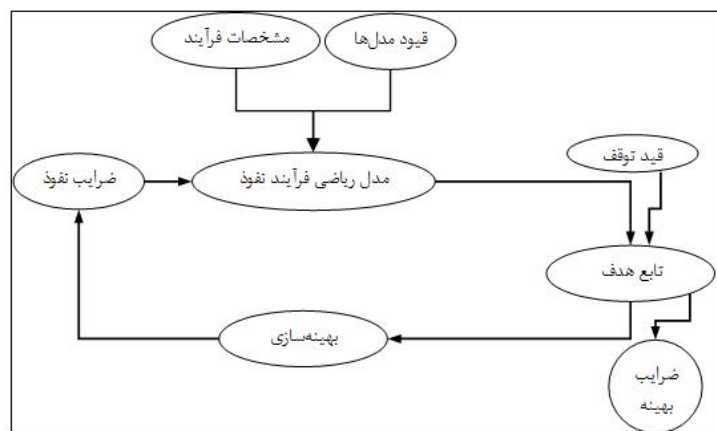 قیود مدل‌ها
مشخصات فرآیند
قید توقف
مدل ریاضی فرآیند نفوذ
ضرایب نفوذ
تابع هدف
بهینه‌سازی
ضرایب
بهینه